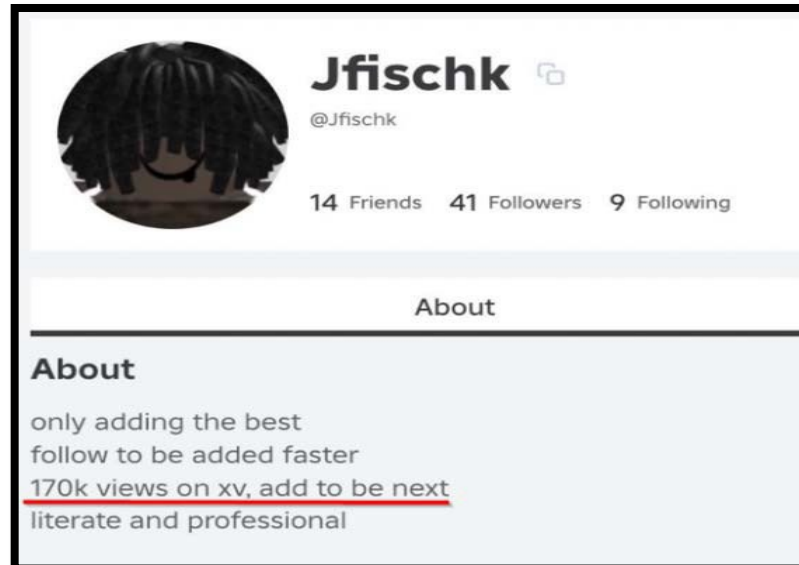 Jfischk
@Jfischk
14 Friends 41 Followers 9 Following
About
About
only adding the best
follow to be added faster
170k views on xv, add to be next
literate and professional